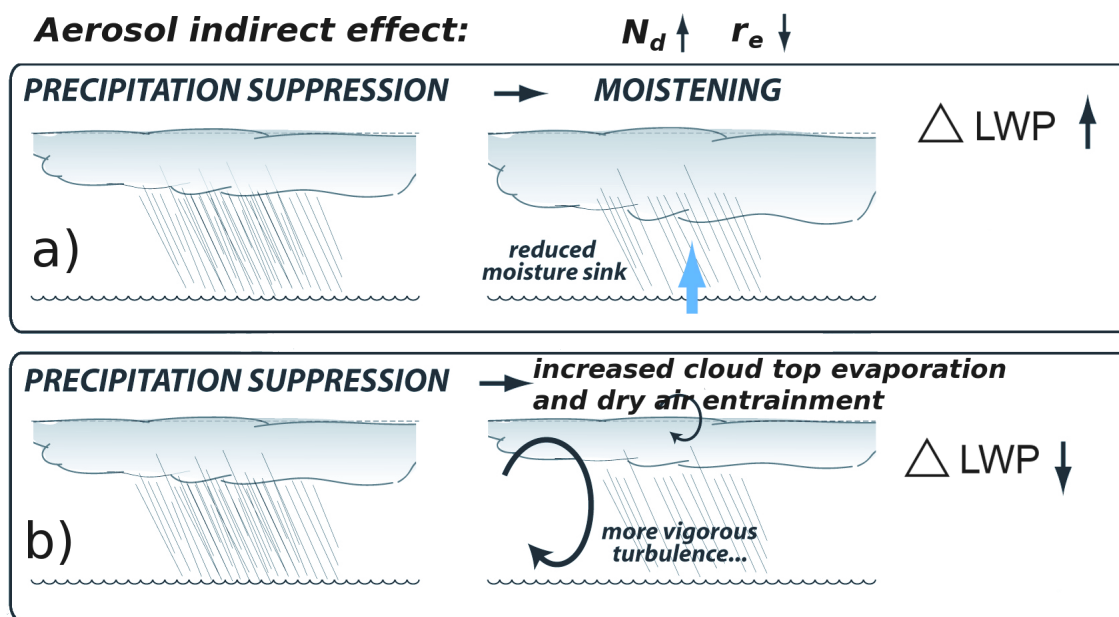 Aerosol indirect effect: N_d ↑ r_e ↓
PRECIPITATION SUPPRESSION → MOISTENING
△ LWP ↑
a)
reduced
moisture sink
PRECIPITATION SUPPRESSION → increased cloud top evaporation
and dry air entrainment
△ LWP ↓
b)
more vigorous
turbulence...